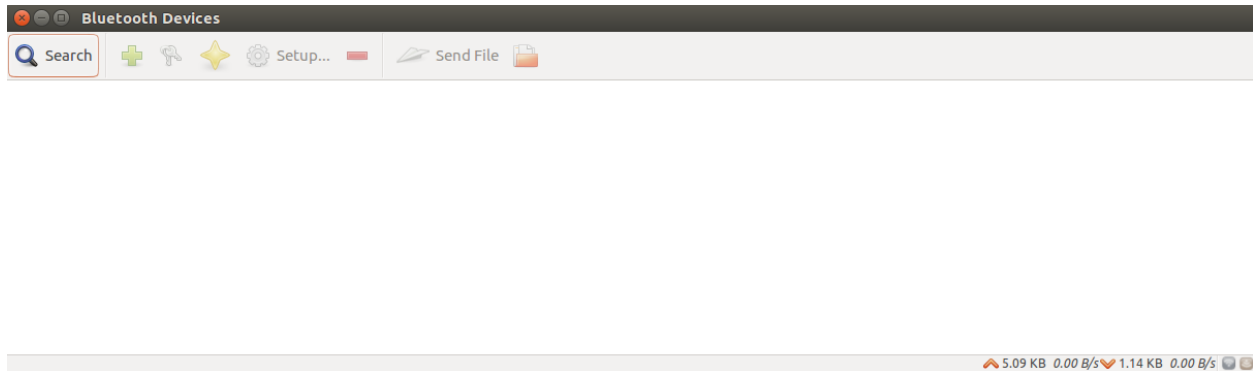 Bluetooth Devices
Search Setup... Send File
5.09 KB 0.00 B/s 1.14 KB 0.00 B/s